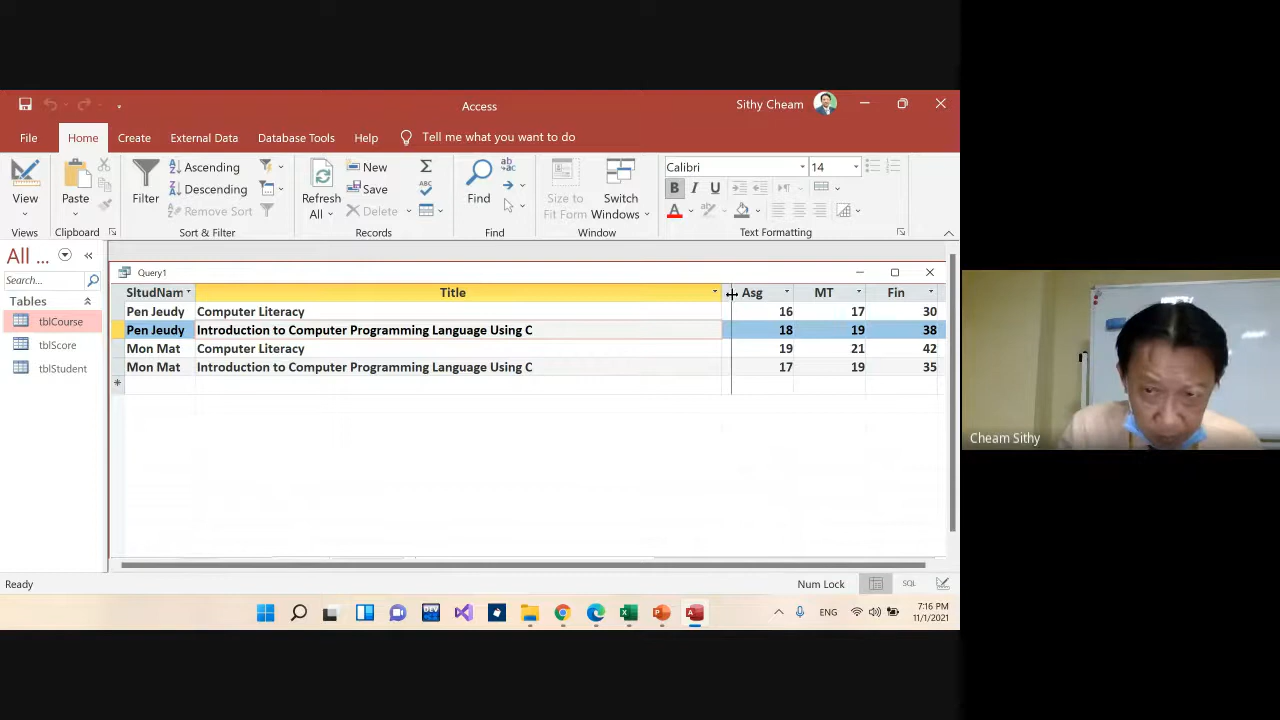 Access
Sithy Cheam
File Home Create External Data Database Tools Help Tell me what you want to do
View
Views
Paste
Clipboard
Filter
Ascending
Descending
Remove Sort
Sort & Filter
Refresh All
New
Save
Delete
Records
Find
Find
Size to Fit Form
Switch Windows
Window
Calibri 14
B I U
A
Text Formatting
All ...
Search...
Tables
tblCourse
tblScore
tblStudent
Query1
SltudNam Title Asg MT Fin
Pen Jeudy Computer Literacy 16 17 30
Pen Jeudy Introduction to Computer Programming Language Using C 18 19 38
Mon Mat Computer Literacy 19 21 42
Mon Mat Introduction to Computer Programming Language Using C 17 19 35
Cheam Sithy
Ready Num Lock SQL
DEV
ENG
7:16 PM
11/1/2021